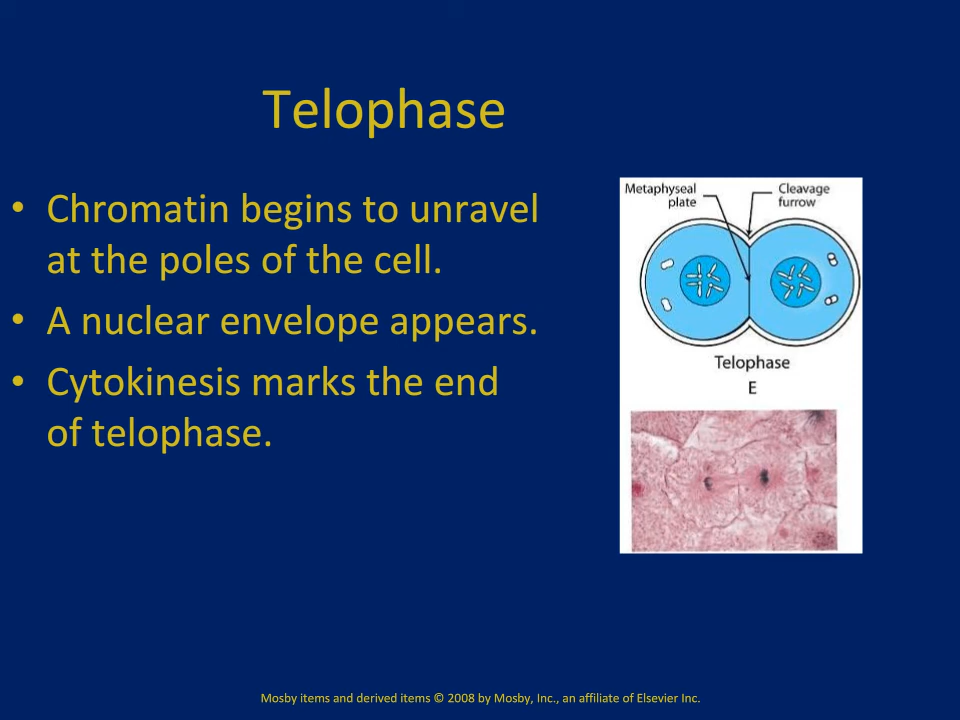 Telophase
• Chromatin begins to unravel
at the poles of the cell.
• A nuclear envelope appears.
• Cytokinesis marks the end
of telophase.
Metaphyseal
plate
Cleavage
furrow
Telophase
E
Mosby items and derived items © 2008 by Mosby, Inc., an affiliate of Elsevier Inc.